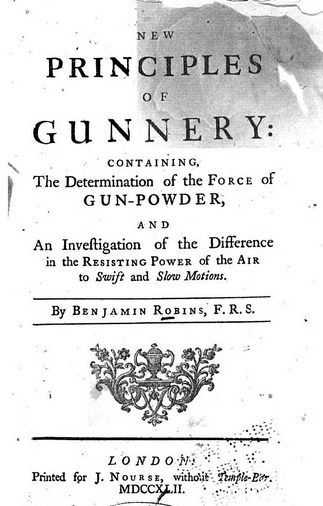 NEW
PRINCIPLES
OF
GUNNERY:
CONTAINING,
The Determination of the FORCE of
GUN-POWDER,
AND
An Inveſtigation of the Difference
in the RESISTING POWER of the AIR
to Swift and Slow Motions.
By BENJAMIN ROBINS, F.R.S.
LONDON:
Printed for J. NOURSE, without Temple-Bar.
MDCCXLII.